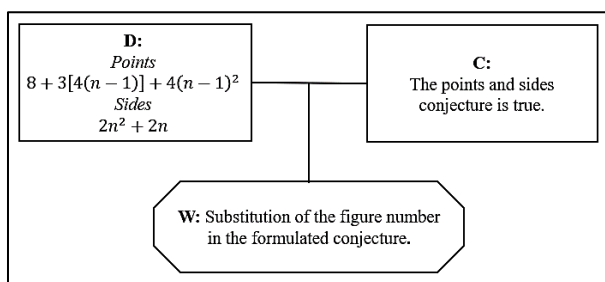 D:
Points
8 + 3[4(n − 1)] + 4(n − 1)²
Sides
2n² + 2n
C:
The points and sides
conjecture is true.
W: Substitution of the figure number
in the formulated conjecture.